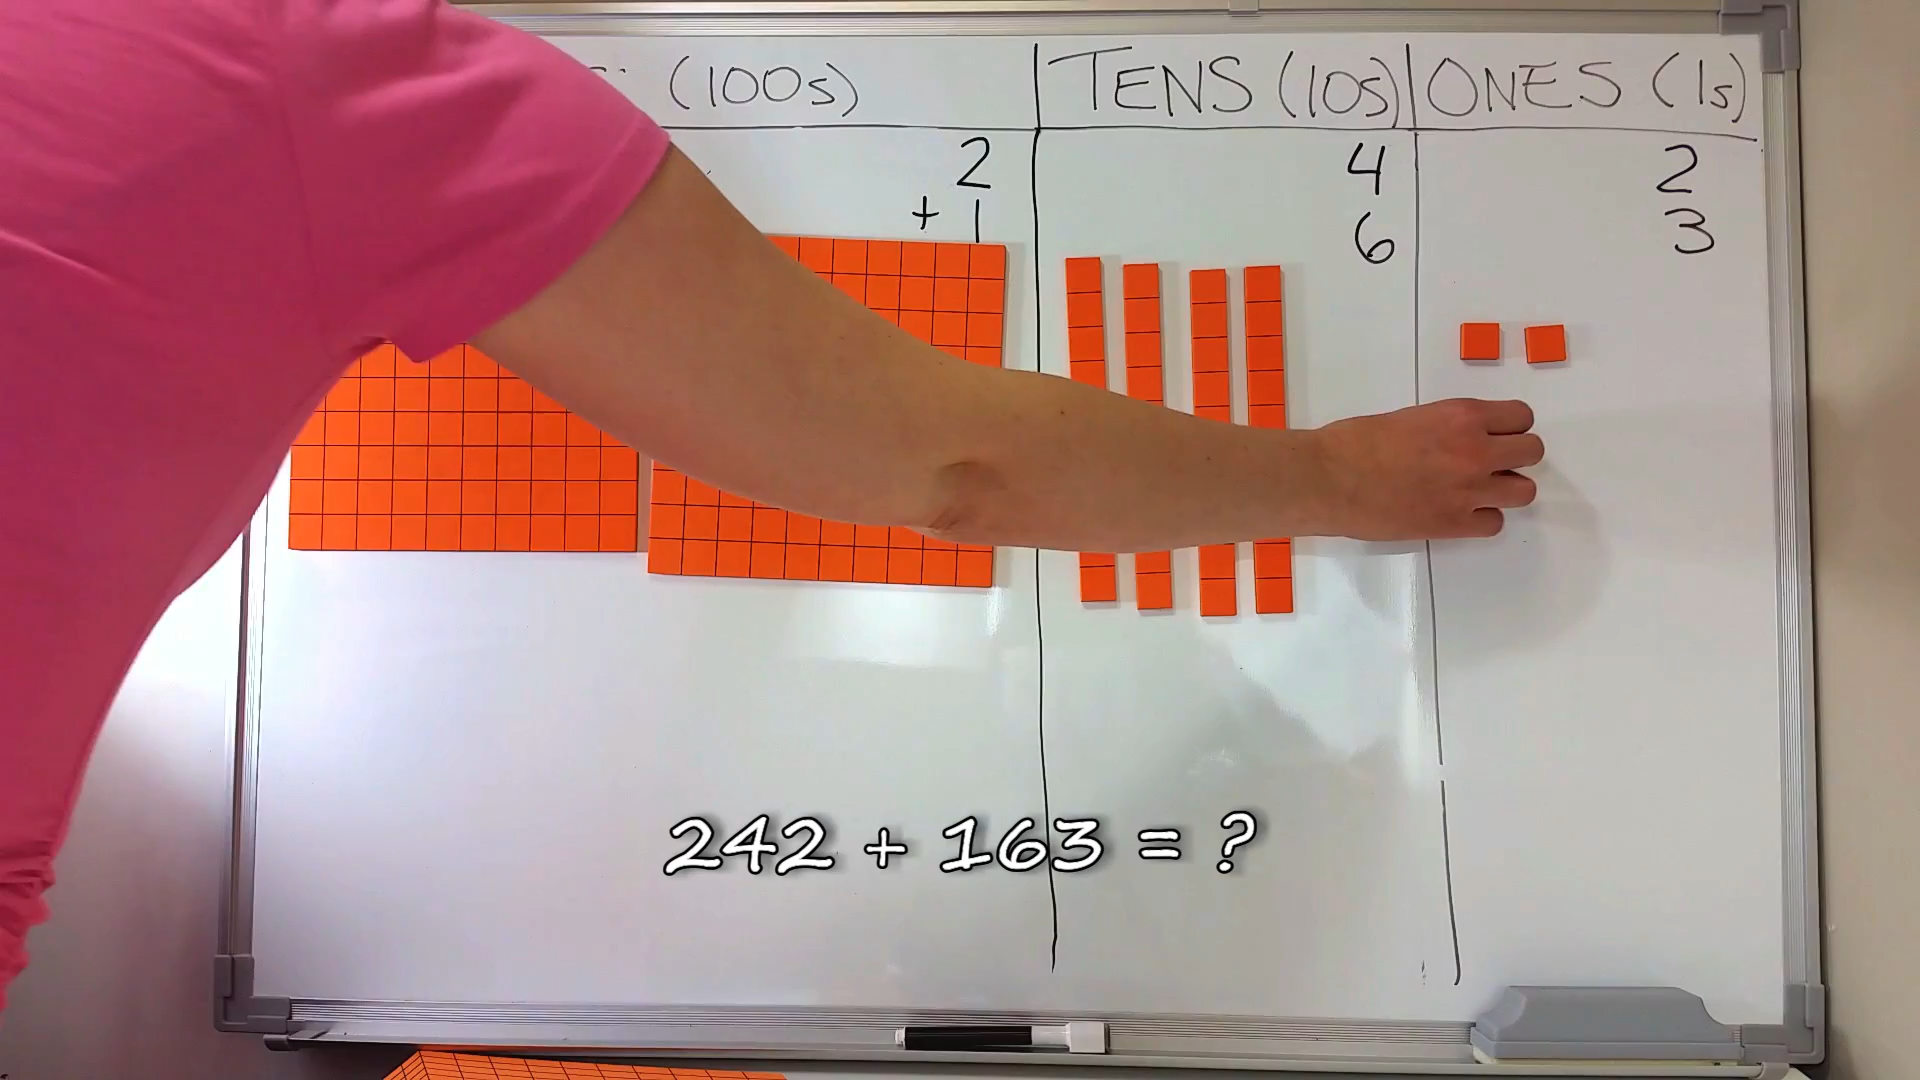 (100s) TENS (10s) ONES (1s)
2 4 2
+ 1 6 3
242 + 163 = ?